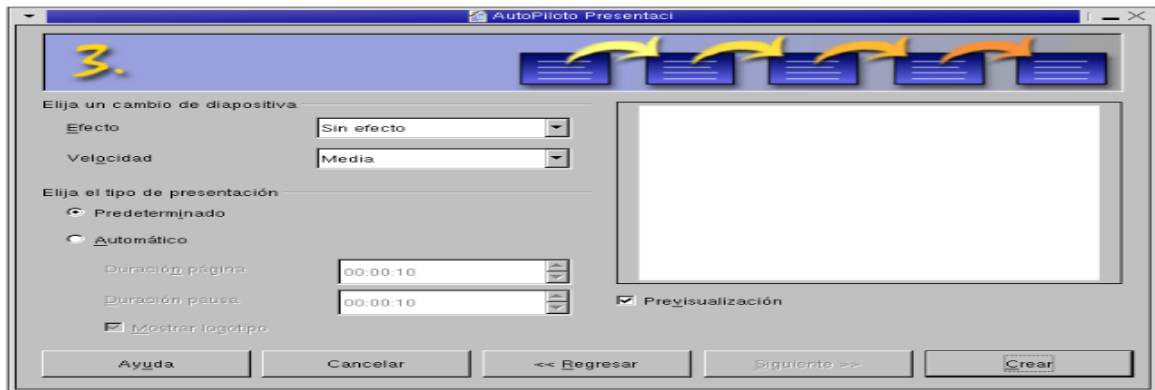 AutoPiloto Presentaci
3.
Elija un cambio de diapositiva
Efecto
Sin efecto
Velocidad
Media
Elija el tipo de presentación
Predeterminado
Automático
Duración página
00:00:10
Duración pausa
00:00:10
Mostrar logotipo
Previsualización
Ayuda
Cancelar
<< Regresar
Siguiente >>
Crear